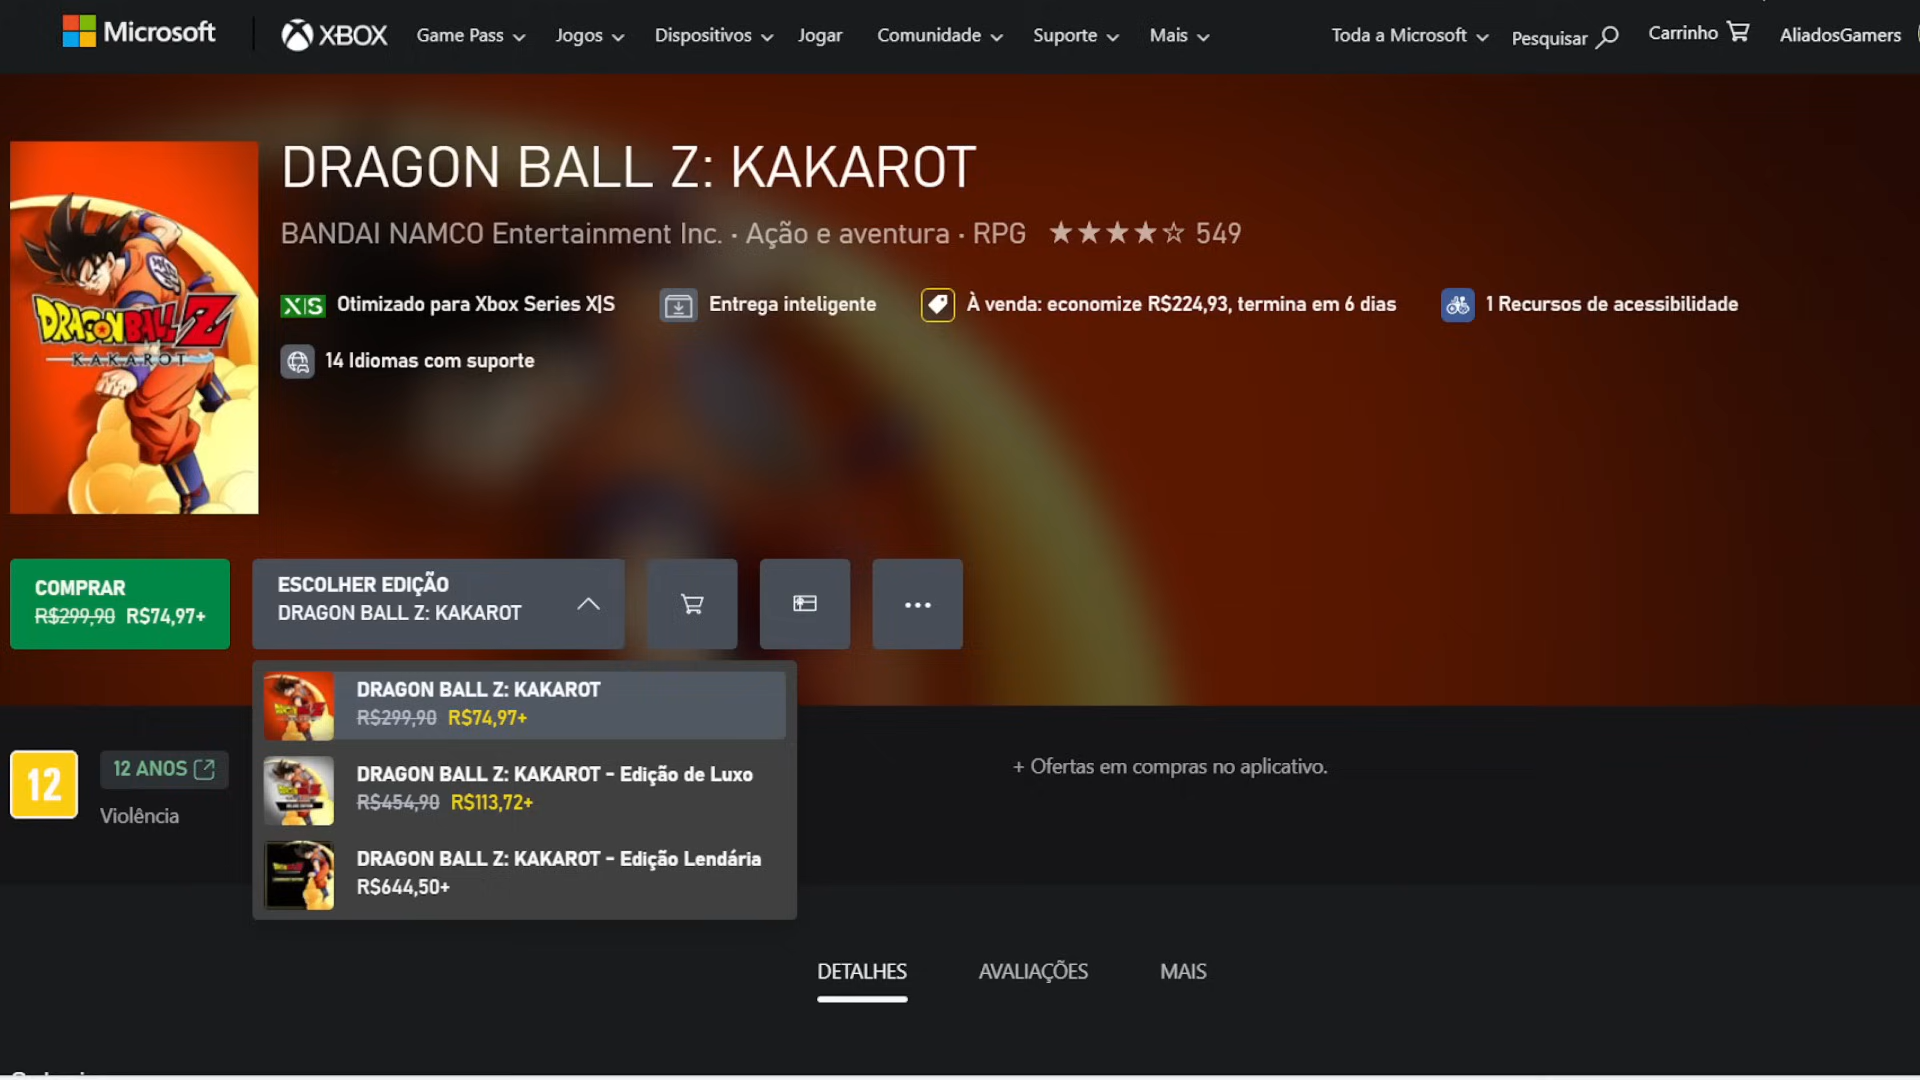 Microsoft
XBOX
Game Pass
Jogos
Dispositivos
Jogar
Comunidade
Suporte
Mais
Toda a Microsoft
Pesquisar
Carrinho
AliadosGamers
DRAGON BALL Z: KAKAROT
BANDAI NAMCO Entertainment Inc. · Ação e aventura · RPG ★★★★☆ 549
X|S Otimizado para Xbox Series X|S
Entrega inteligente
À venda: economize R$224,93, termina em 6 dias
1 Recursos de acessibilidade
14 Idiomas com suporte
DRAGON BALL Z
KAKAROT
COMPRAR
R$299,90 R$74,97+
ESCOLHER EDIÇÃO
DRAGON BALL Z: KAKAROT
DRAGON BALL Z: KAKAROT
R$299,90 R$74,97+
DRAGON BALL Z: KAKAROT - Edição de Luxo
R$454,90 R$113,72+
DRAGON BALL Z: KAKAROT - Edição Lendária
R$644,50+
12
12 ANOS
Violência
+ Ofertas em compras no aplicativo.
DETALHES
AVALIAÇÕES
MAIS